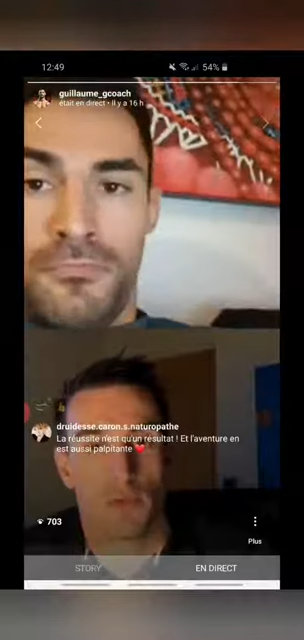 12:49
54%
guillaume_gcoach
était en direct • Il y a 16 h
druidesse.caron.s.naturopathe
La réussite n'est qu'un résultat ! Et l'aventure en
est aussi palpitante ❤️
703
Plus
STORY
EN DIRECT